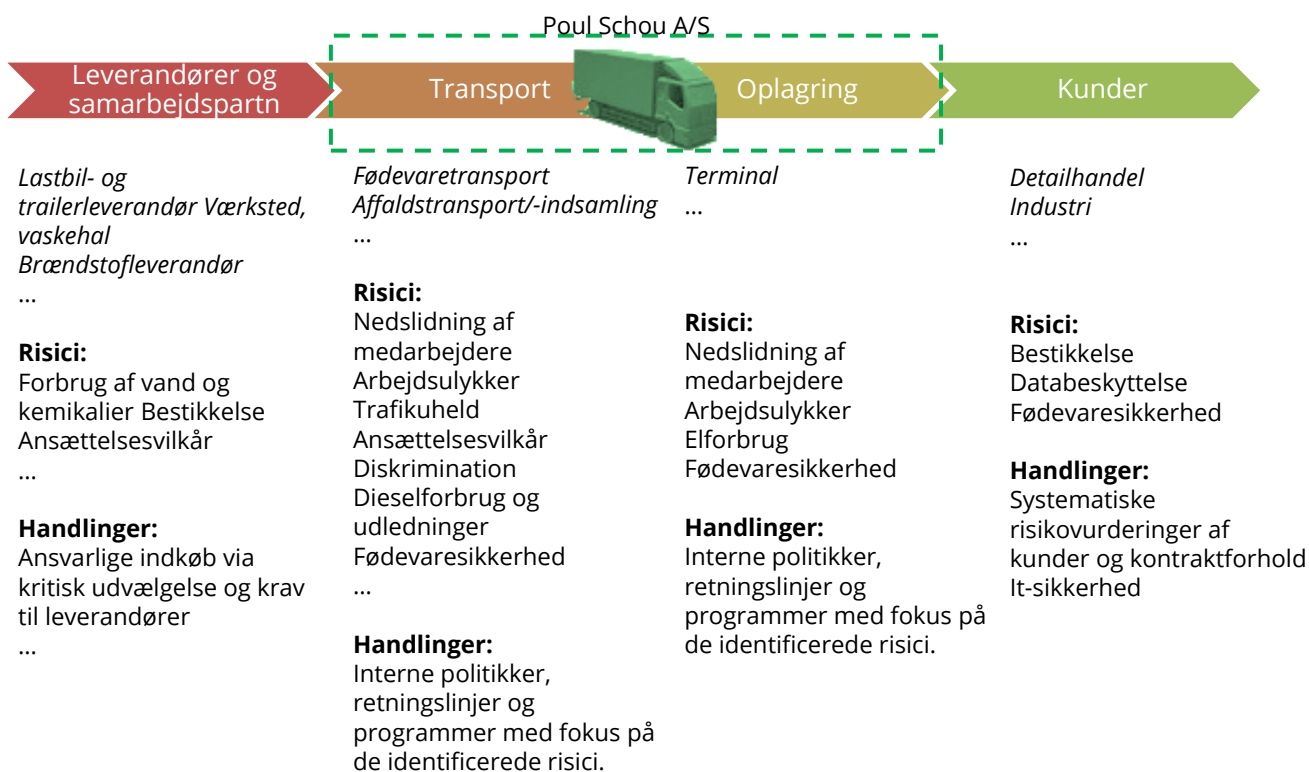 Poul Schou A/S
Leverandører og
samarbejdspartn
Transport
Oplagring
Kunder
Lastbil- og
trailerleverandør Værksted,
vaskehal
Brændstofleverandør
...
Risici:
Forbrug af vand og
kemikalier Bestikkelse
Ansættelsesvilkår
...
Handlinger:
Ansvarlige indkøb via
kritisk udvælgelse og krav
til leverandører
...
Fødevaretransport
Affaldstransport/-indsamling
...
Risici:
Nedslidning af
medarbejdere
Arbejdsulykker
Trafikuheld
Ansættelsesvilkår
Diskrimination
Dieselforbrug og
udledninger
Fødevaresikkerhed
...
Handlinger:
Interne politikker,
retningslinjer og
programmer med fokus på
de identificerede risici.
Terminal
...
Risici:
Nedslidning af
medarbejdere
Arbejdsulykker
Elforbrug
Fødevaresikkerhed
Handlinger:
Interne politikker,
retningslinjer og
programmer med fokus på
de identificerede risici.
Detailhandel
Industri
...
Risici:
Bestikkelse
Databeskyttelse
Fødevaresikkerhed
Handlinger:
Systematiske
risikovurderinger af
kunder og kontraktforhold
It-sikkerhed